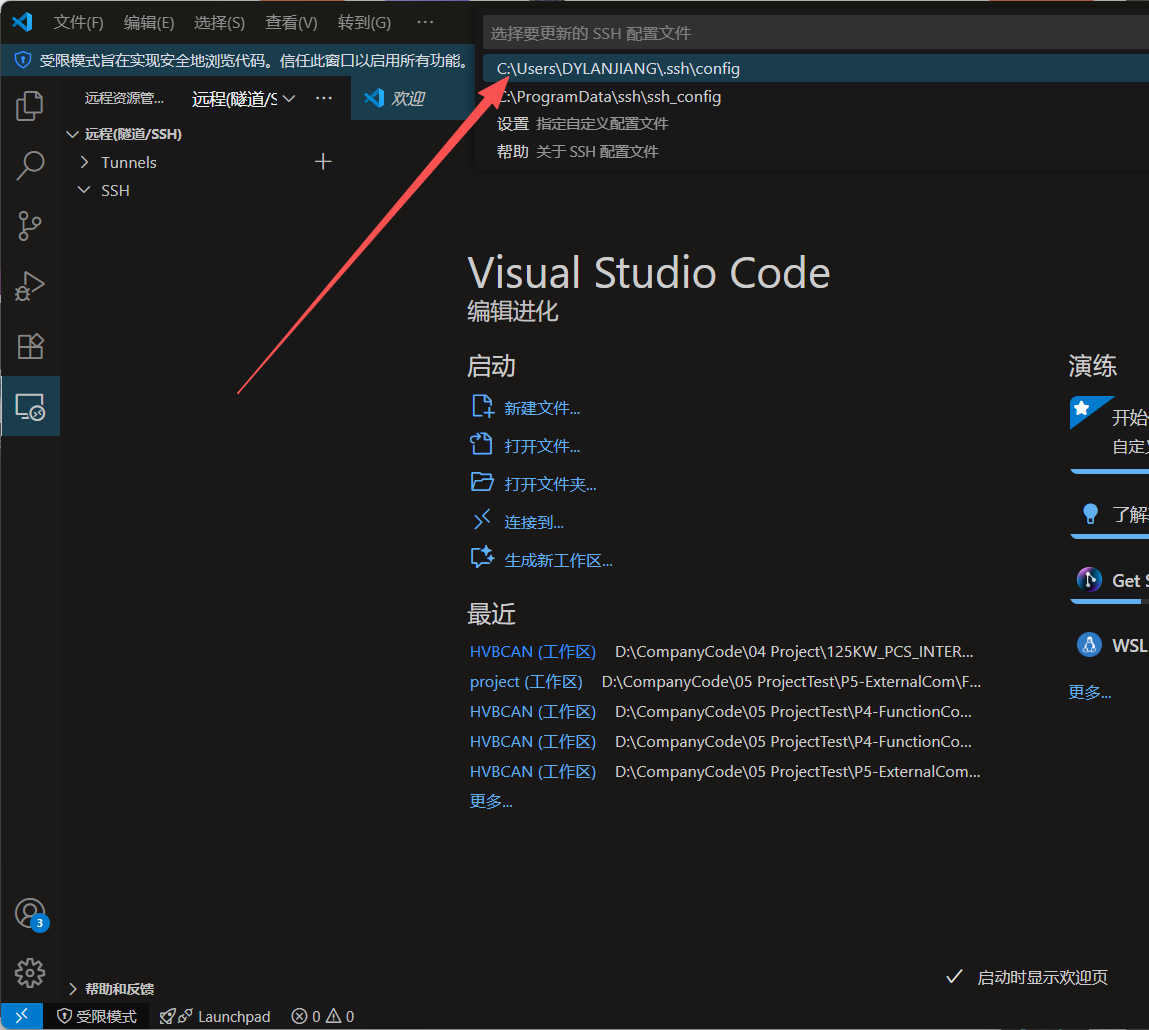 文件(F) 编辑(E) 选择(S) 查看(V) 转到(G) ···
选择要更新的 SSH 配置文件
受限模式旨在实现安全地浏览代码。信任此窗口以启用所有功能。
C:\Users\DYLANJIANG\.ssh\config
:\ProgramData\ssh\ssh_config
设置 指定自定义配置文件
帮助 关于 SSH 配置文件
远程资源管... 远程(隧道/S ···
欢迎
远程(隧道/SSH)
Tunnels
SSH
Visual Studio Code
编辑进化
启动
新建文件...
打开文件...
打开文件夹...
连接到...
生成新工作区...
最近
HVBCAN (工作区) D:\CompanyCode\04 Project\125KW_PCS_INTER...
project (工作区) D:\CompanyCode\05 ProjectTest\P5-ExternalCom\F...
HVBCAN (工作区) D:\CompanyCode\05 ProjectTest\P4-FunctionCo...
HVBCAN (工作区) D:\CompanyCode\05 ProjectTest\P4-FunctionCo...
HVBCAN (工作区) D:\CompanyCode\05 ProjectTest\P5-ExternalCom...
更多...
演练
开始
自定
了解
Get S
WSL
更多...
3
帮助和反馈
启动时显示欢迎页
受限模式 Launchpad 0 0